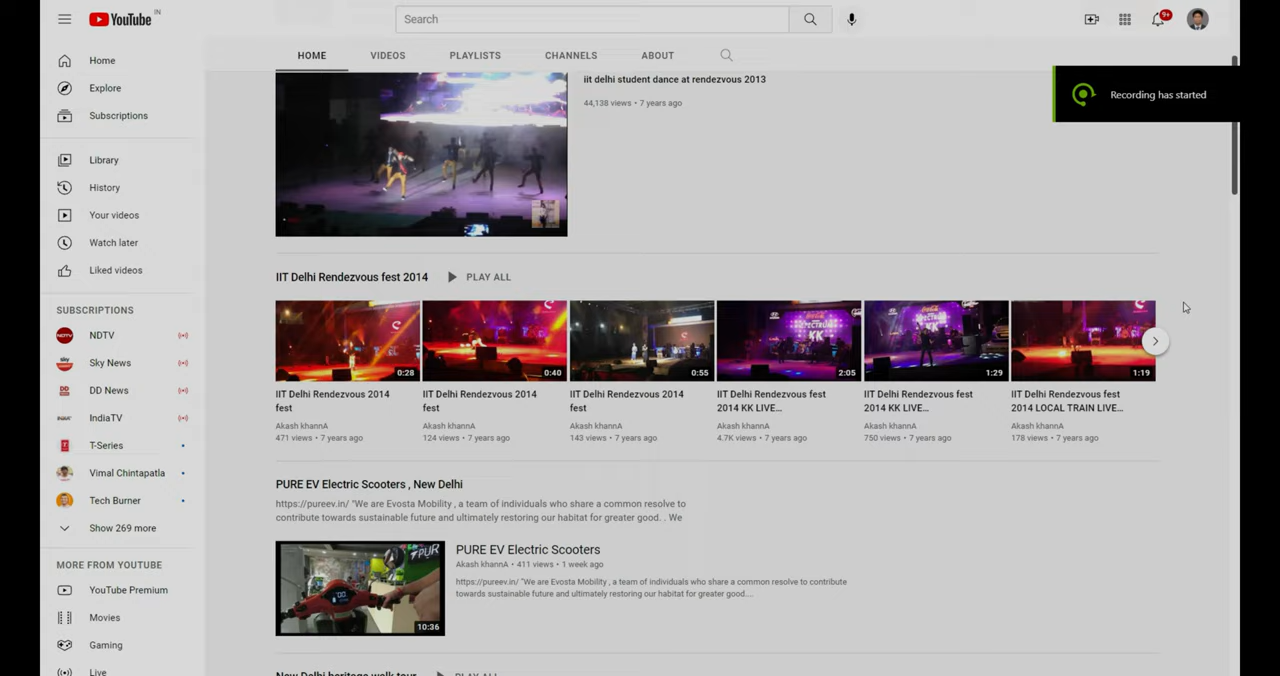 YouTube IN
Search
9+
Home
Explore
Subscriptions
Library
History
Your videos
Watch later
Liked videos
SUBSCRIPTIONS
NDTV
Sky News
DD News
IndiaTV
T-Series
Vimal Chintapatla
Tech Burner
Show 269 more
MORE FROM YOUTUBE
YouTube Premium
Movies
Gaming
Live
HOME VIDEOS PLAYLISTS CHANNELS ABOUT
Recording has started
iit delhi student dance at rendezvous 2013
44,138 views • 7 years ago
IIT Delhi Rendezvous fest 2014 PLAY ALL
0:28
IIT Delhi Rendezvous 2014
fest
Akash khannA
471 views • 7 years ago
0:40
IIT Delhi Rendezvous 2014
fest
Akash khannA
124 views • 7 years ago
0:55
IIT Delhi Rendezvous 2014
fest
Akash khannA
143 views • 7 years ago
SPECTRUM
KK
2:05
IIT Delhi Rendezvous fest
2014 KK LIVE...
Akash khannA
4.7K views • 7 years ago
SPECTRUM
KK
1:29
IIT Delhi Rendezvous fest
2014 KK LIVE...
Akash khannA
750 views • 7 years ago
1:19
IIT Delhi Rendezvous fest
2014 LOCAL TRAIN LIVE...
Akash khannA
178 views • 7 years ago
PURE EV Electric Scooters , New Delhi
https://pureev.in/ "We are Evosta Mobility , a team of individuals who share a common resolve to
contribute towards sustainable future and ultimately restoring our habitat for greater good. . We
10:36
PURE EV Electric Scooters
Akash khannA • 411 views • 1 week ago
https://pureev.in/ "We are Evosta Mobility , a team of individuals who share a common resolve to contribute
towards sustainable future and ultimately restoring our habitat for greater good....
New Delhi heritage walk tour PLAY ALL